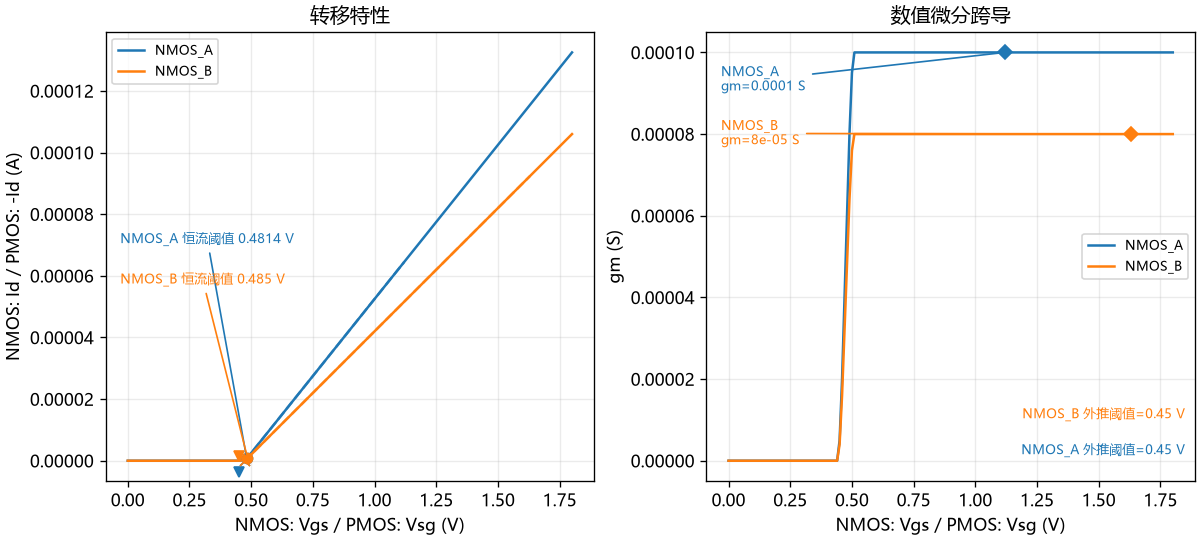 转移特性
NMOS_A
NMOS_B
NMOS_A 恒流阈值 0.4814 V
NMOS_B 恒流阈值 0.485 V
0.00012
0.00010
0.00008
0.00006
0.00004
0.00002
0.00000
0.00 0.25 0.50 0.75 1.00 1.25 1.50 1.75
NMOS: Vgs / PMOS: Vsg (V)
NMOS: Id / PMOS: -Id (A)
数值微分跨导
NMOS_A
gm=0.0001 S
NMOS_B
gm=8e-05 S
NMOS_A
NMOS_B
NMOS_B 外推阈值=0.45 V
NMOS_A 外推阈值=0.45 V
0.00010
0.00008
0.00006
0.00004
0.00002
0.00000
0.00 0.25 0.50 0.75 1.00 1.25 1.50 1.75
NMOS: Vgs / PMOS: Vsg (V)
gm (S)